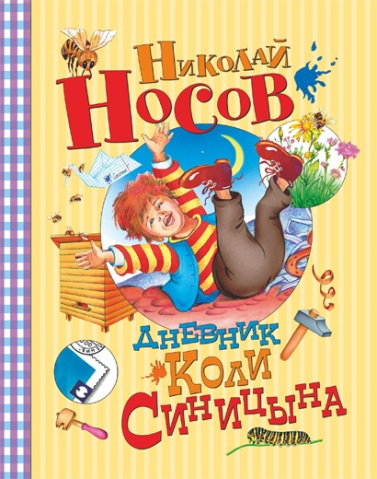 Николай
Носов
Дневник
Коли
Синицына